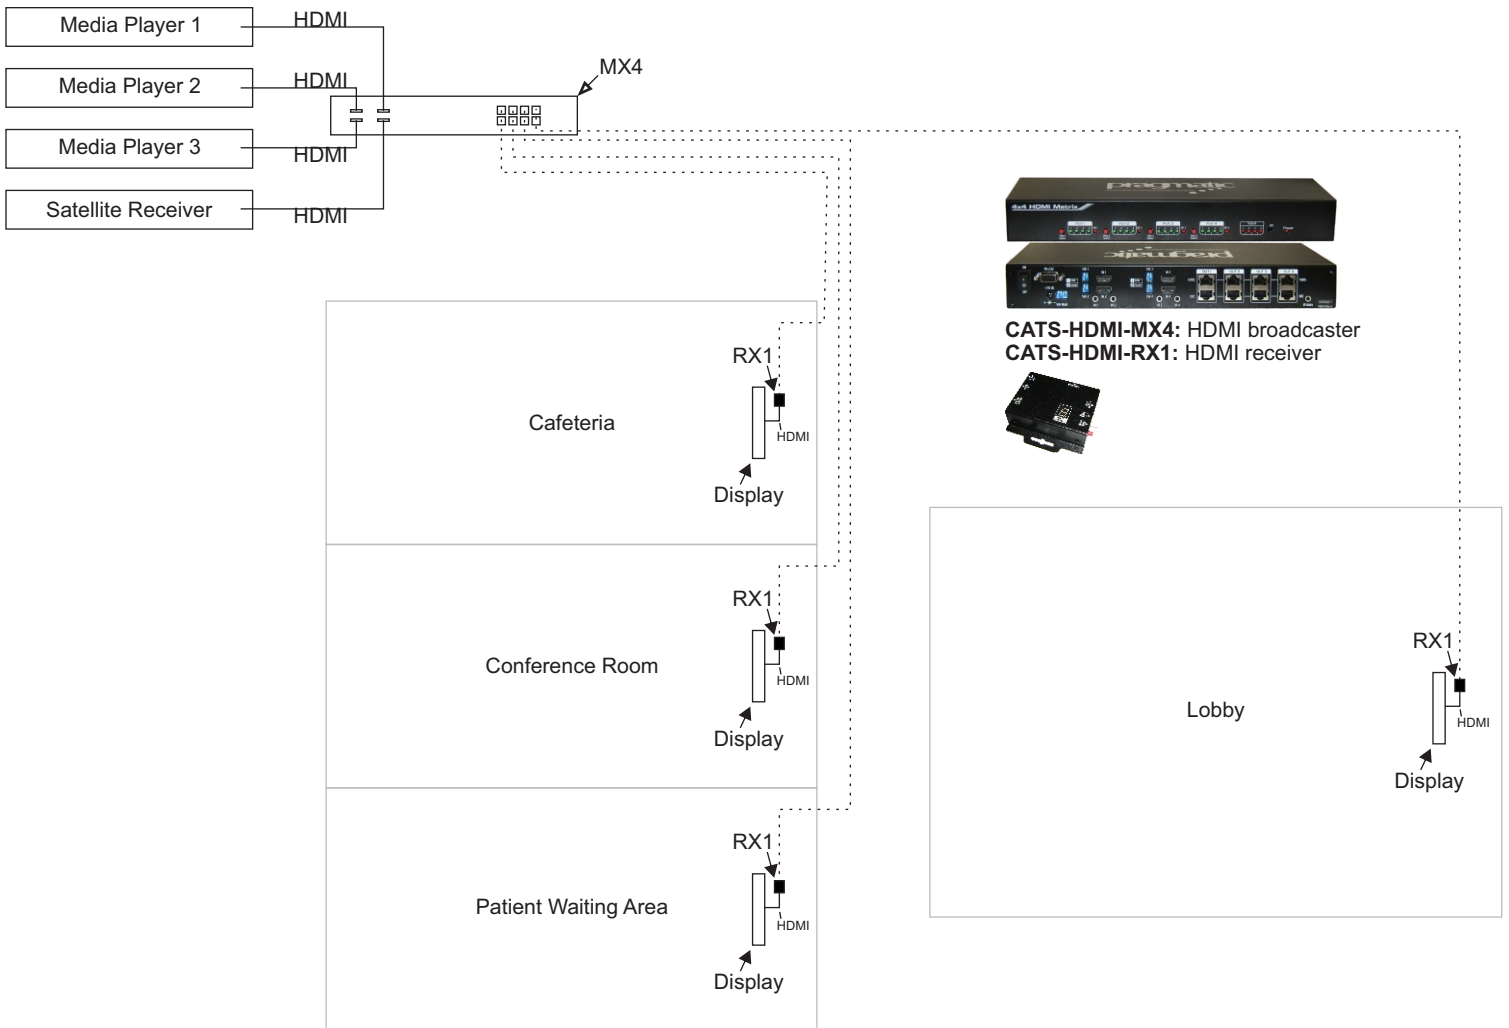 Media Player 1
HDMI
MX4
Media Player 2
HDMI
Media Player 3
HDMI
Satellite Receiver
HDMI
pragmatic
4x4 HDMI Matrix
Power
pragmatic
CATS-HDMI-MX4: HDMI broadcaster
CATS-HDMI-RX1: HDMI receiver
RX1
Cafeteria
HDMI
Display
RX1
Conference Room
HDMI
Display
RX1
Lobby
HDMI
Display
RX1
Patient Waiting Area
HDMI
Display